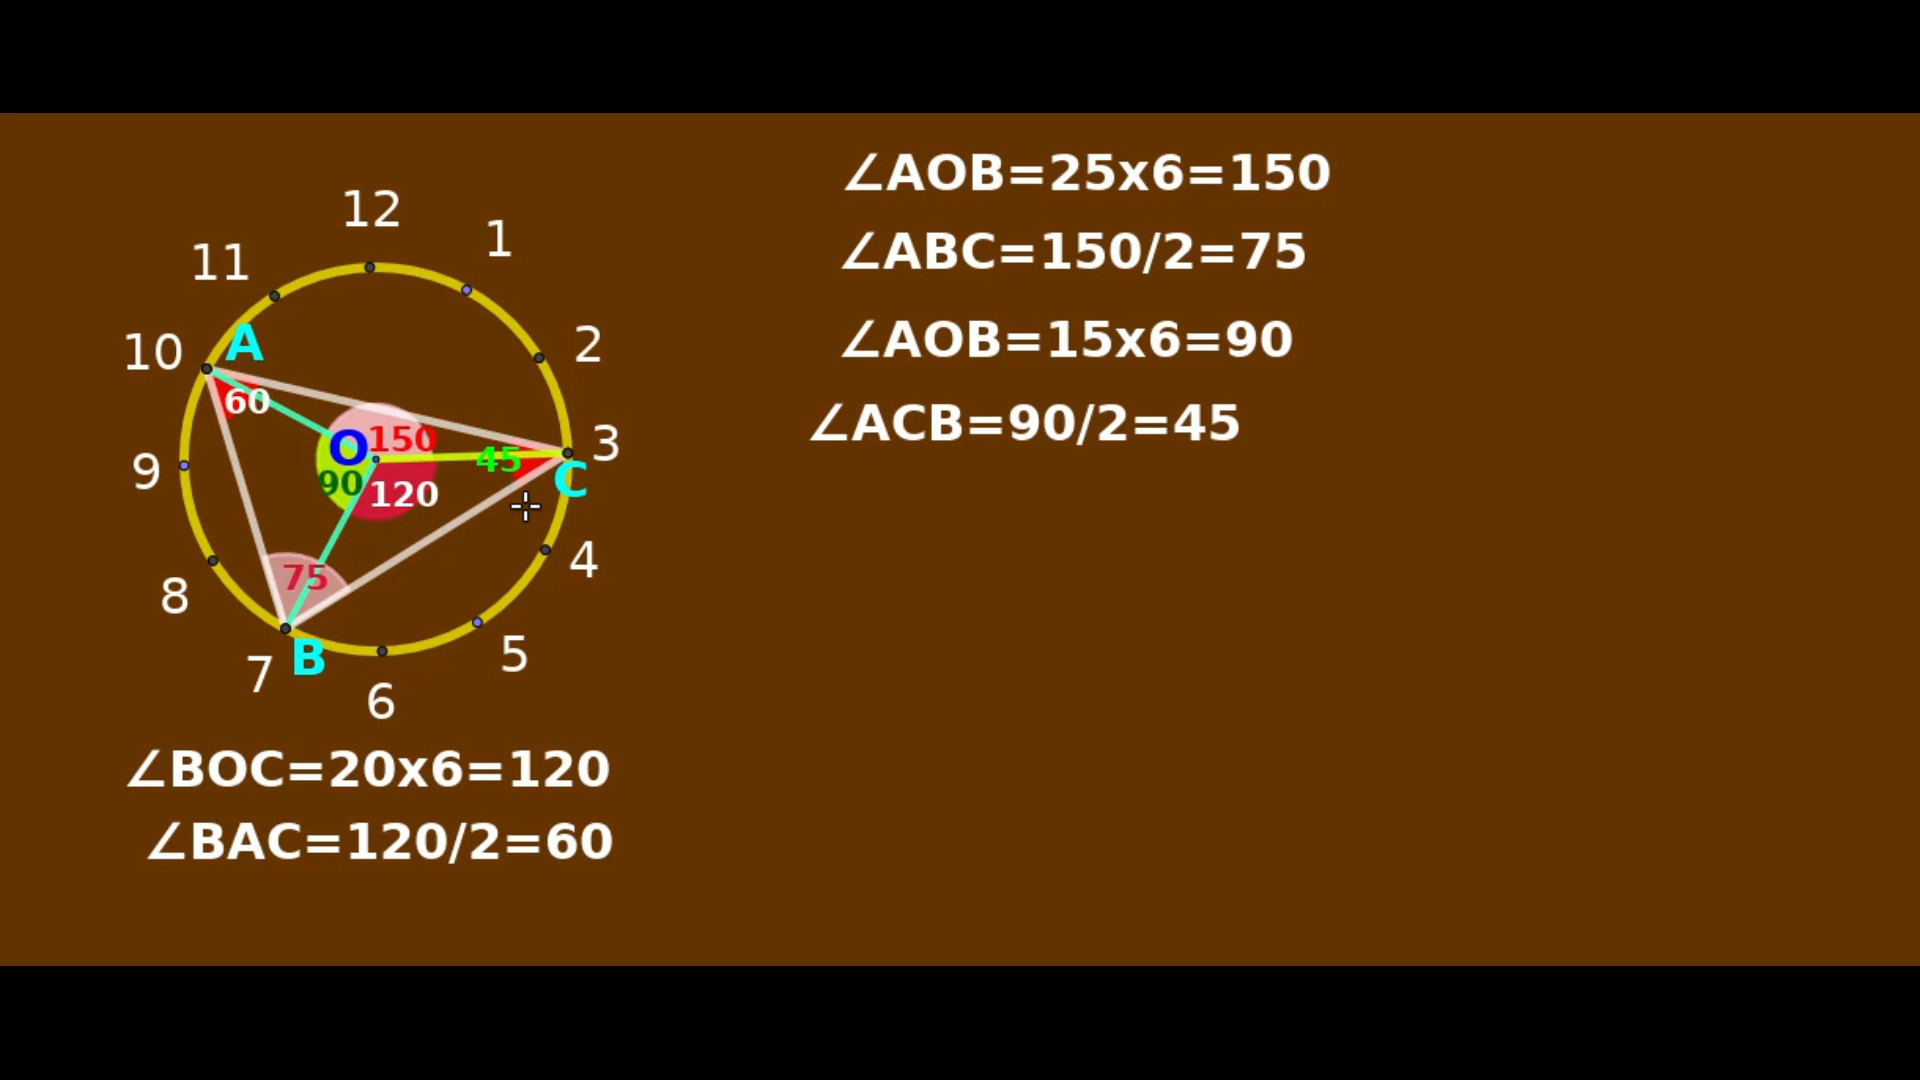 12
11
1
10
A
2
60
O
150
3
9
90
45
C
120
8
75
4
7
B
5
6
∠BOC=20x6=120
∠BAC=120/2=60
∠AOB=25x6=150
∠ABC=150/2=75
∠AOB=15x6=90
∠ACB=90/2=45